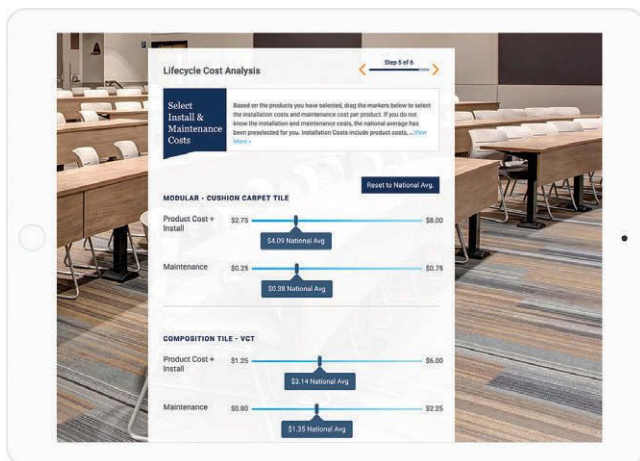 Lifecycle Cost Analysis
Step 5 of 6
Select
Install &
Maintenance
Costs
Based on the products you have selected, drag the markers below to select
the installation costs and maintenance cost per product. If you do not
know the installation and maintenance costs, the national average has
been preselected for you. Installation Costs include product costs, ...View
More »
Reset to National Avg.
MODULAR - CUSHION CARPET TILE
Product Cost +
Install
$2.75
$8.00
$4.09 National Avg
Maintenance
$0.25
$0.75
$0.38 National Avg
COMPOSITION TILE - VCT
Product Cost +
Install
$1.25
$6.00
$3.14 National Avg
Maintenance
$0.80
$2.25
$1.35 National Avg